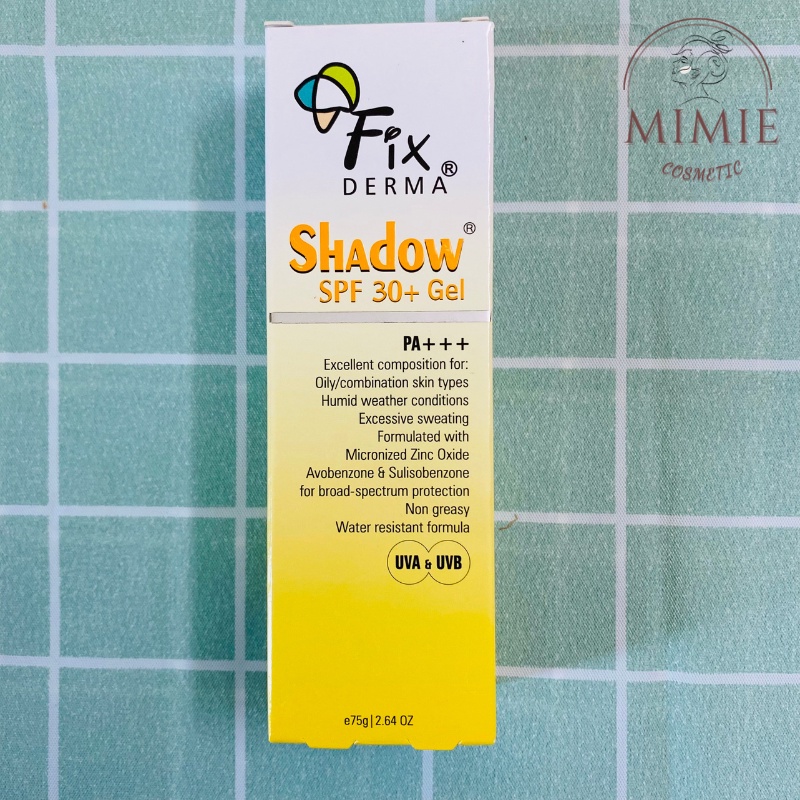 Fix
DERMA®
Shadow®
SPF 30+ Gel
PA+++
Excellent composition for:
Oily/combination skin types
Humid weather conditions
Excessive sweating
Formulated with
Micronized Zinc Oxide
Avobenzone & Sulisobenzone
for broad-spectrum protection
Non greasy
Water resistant formula
UVA & UVB
e75g|2.64 OZ
MIMIE
COSMETIC